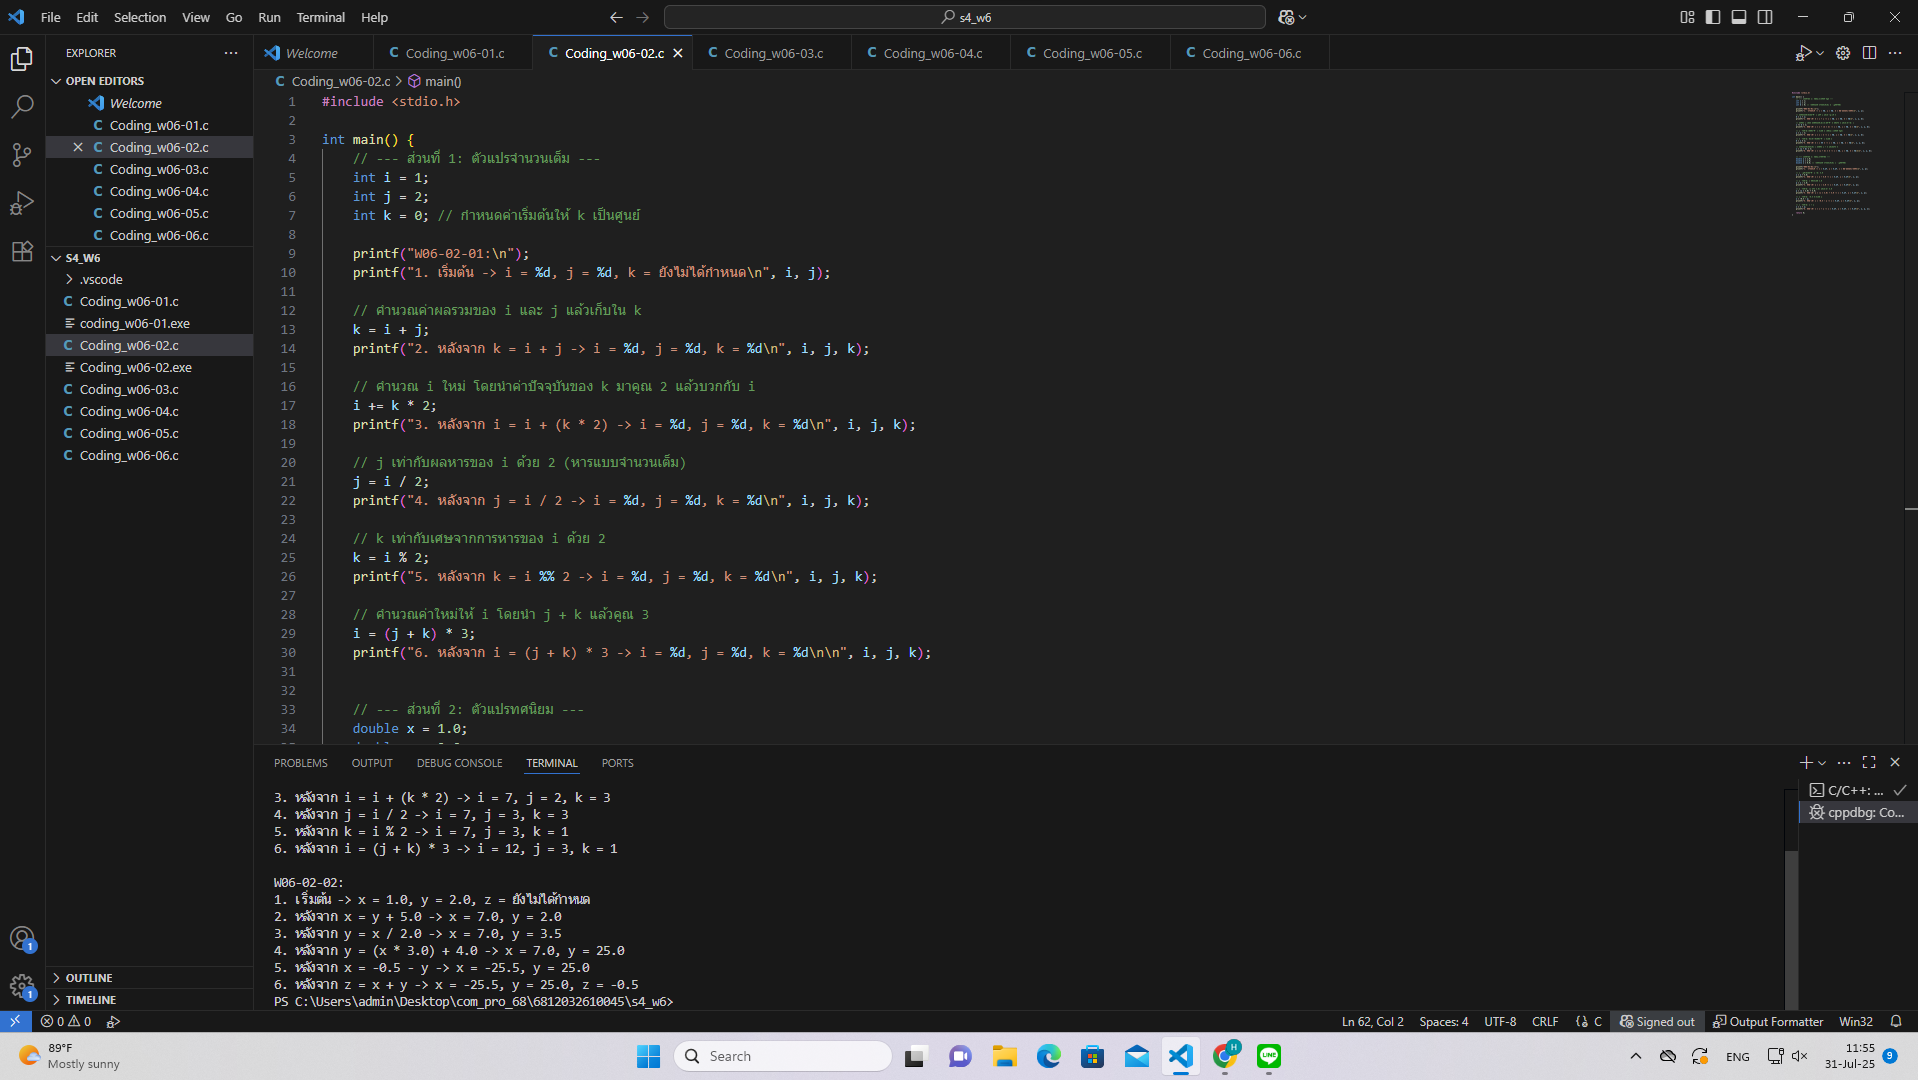 File Edit Selection View Go Run Terminal Help
s4_w6
EXPLORER
OPEN EDITORS
Welcome
Coding_w06-01.c
Coding_w06-02.c
Coding_w06-03.c
Coding_w06-04.c
Coding_w06-05.c
Coding_w06-06.c
S4_W6
.vscode
C Coding_w06-01.c
coding_w06-01.exe
C Coding_w06-02.c
Coding_w06-02.exe
C Coding_w06-03.c
C Coding_w06-04.c
C Coding_w06-05.c
C Coding_w06-06.c
OUTLINE
TIMELINE
Welcome C Coding_w06-01.c C Coding_w06-02.c C Coding_w06-03.c C Coding_w06-04.c C Coding_w06-05.c C Coding_w06-06.c
C Coding_w06-02.c > main()
1 #include <stdio.h>
2
3 int main() {
4 // --- ส่วนที่ 1: ตัวแปรจำนวนเต็ม ---
5 int i = 1;
6 int j = 2;
7 int k = 0; // กำหนดค่าเริ่มต้นให้ k เป็นศูนย์
8
9 printf("W06-02-01:\n");
10 printf("1. เริ่มต้น -> i = %d, j = %d, k = ยังไม่ได้กำหนด\n", i, j);
11
12 // คำนวณค่าผลรวมของ i และ j แล้วเก็บใน k
13 k = i + j;
14 printf("2. หลังจาก k = i + j -> i = %d, j = %d, k = %d\n", i, j, k);
15
16 // คำนวณ i ใหม่ โดยนำค่าปัจจุบันของ k มาคูณ 2 แล้วบวกกับ i
17 i += k * 2;
18 printf("3. หลังจาก i = i + (k * 2) -> i = %d, j = %d, k = %d\n", i, j, k);
19
20 // j เท่ากับผลหารของ i ด้วย 2 (หารแบบจำนวนเต็ม)
21 j = i / 2;
22 printf("4. หลังจาก j = i / 2 -> i = %d, j = %d, k = %d\n", i, j, k);
23
24 // k เท่ากับเศษจากการหารของ i ด้วย 2
25 k = i % 2;
26 printf("5. หลังจาก k = i %% 2 -> i = %d, j = %d, k = %d\n", i, j, k);
27
28 // คำนวณค่าใหม่ให้ i โดยนำ j + k แล้วคูณ 3
29 i = (j + k) * 3;
30 printf("6. หลังจาก i = (j + k) * 3 -> i = %d, j = %d, k = %d\n\n", i, j, k);
31
32
33 // --- ส่วนที่ 2: ตัวแปรทศนิยม ---
34 double x = 1.0;
PROBLEMS OUTPUT DEBUG CONSOLE TERMINAL PORTS
3. หลังจาก i = i + (k * 2) -> i = 7, j = 2, k = 3
4. หลังจาก j = i / 2 -> i = 7, j = 3, k = 3
5. หลังจาก k = i % 2 -> i = 7, j = 3, k = 1
6. หลังจาก i = (j + k) * 3 -> i = 12, j = 3, k = 1
W06-02-02:
1. เริ่มต้น -> x = 1.0, y = 2.0, z = ยังไม่ได้กำหนด
2. หลังจาก x = y + 5.0 -> x = 7.0, y = 2.0
3. หลังจาก y = x / 2.0 -> x = 7.0, y = 3.5
4. หลังจาก y = (x * 3.0) + 4.0 -> x = 7.0, y = 25.0
5. หลังจาก x = -0.5 - y -> x = -25.5, y = 25.0
6. หลังจาก z = x + y -> x = -25.5, y = 25.0, z = -0.5
PS C:\Users\admin\Desktop\com_pro_68\6812032610045\s4_w6>
C/C++: ...
cppdbg: Co...
0 0
Ln 62, Col 2 Spaces: 4 UTF-8 CRLF {} C Signed out Output Formatter Win32
89°F
Mostly sunny
Search
ENG
11:55
31-Jul-25
9